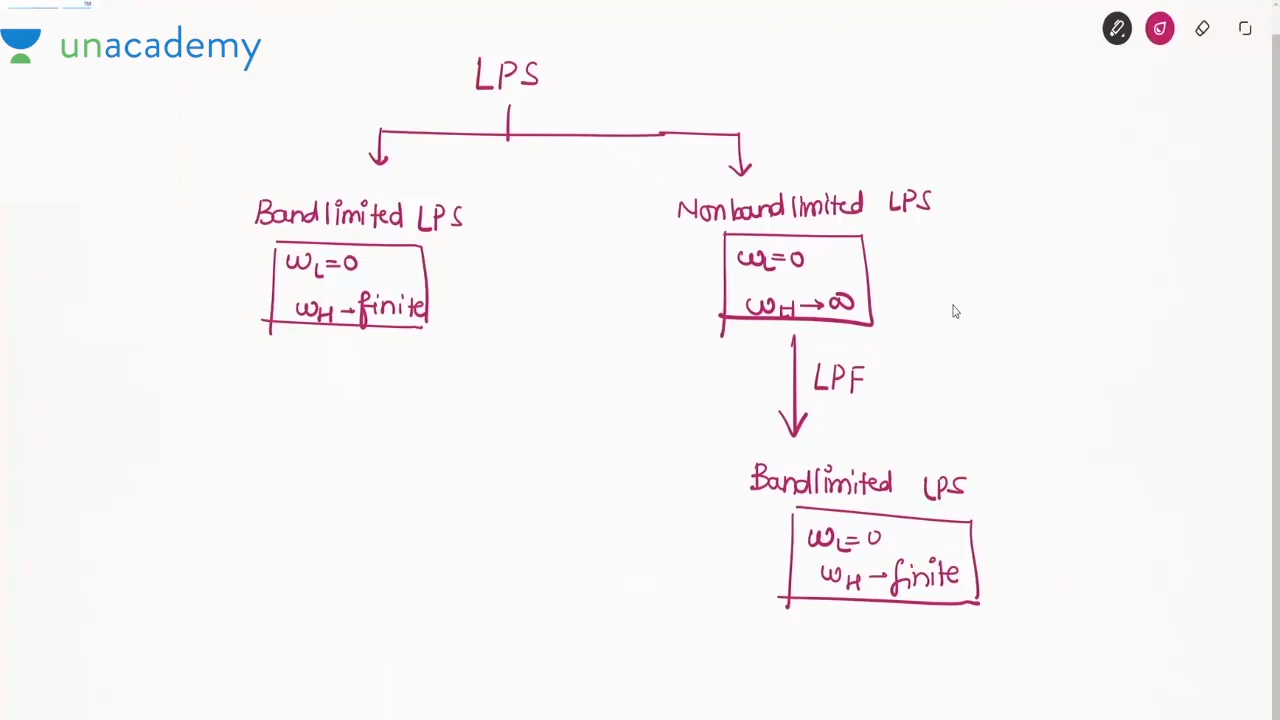 unacademy
LPS
Bandlimited LPS
ωL=0
ωH→finite
Nonbandlimited LPS
ωL=0
ωH→∞
LPF
Bandlimited LPS
ωL=0
ωH→finite